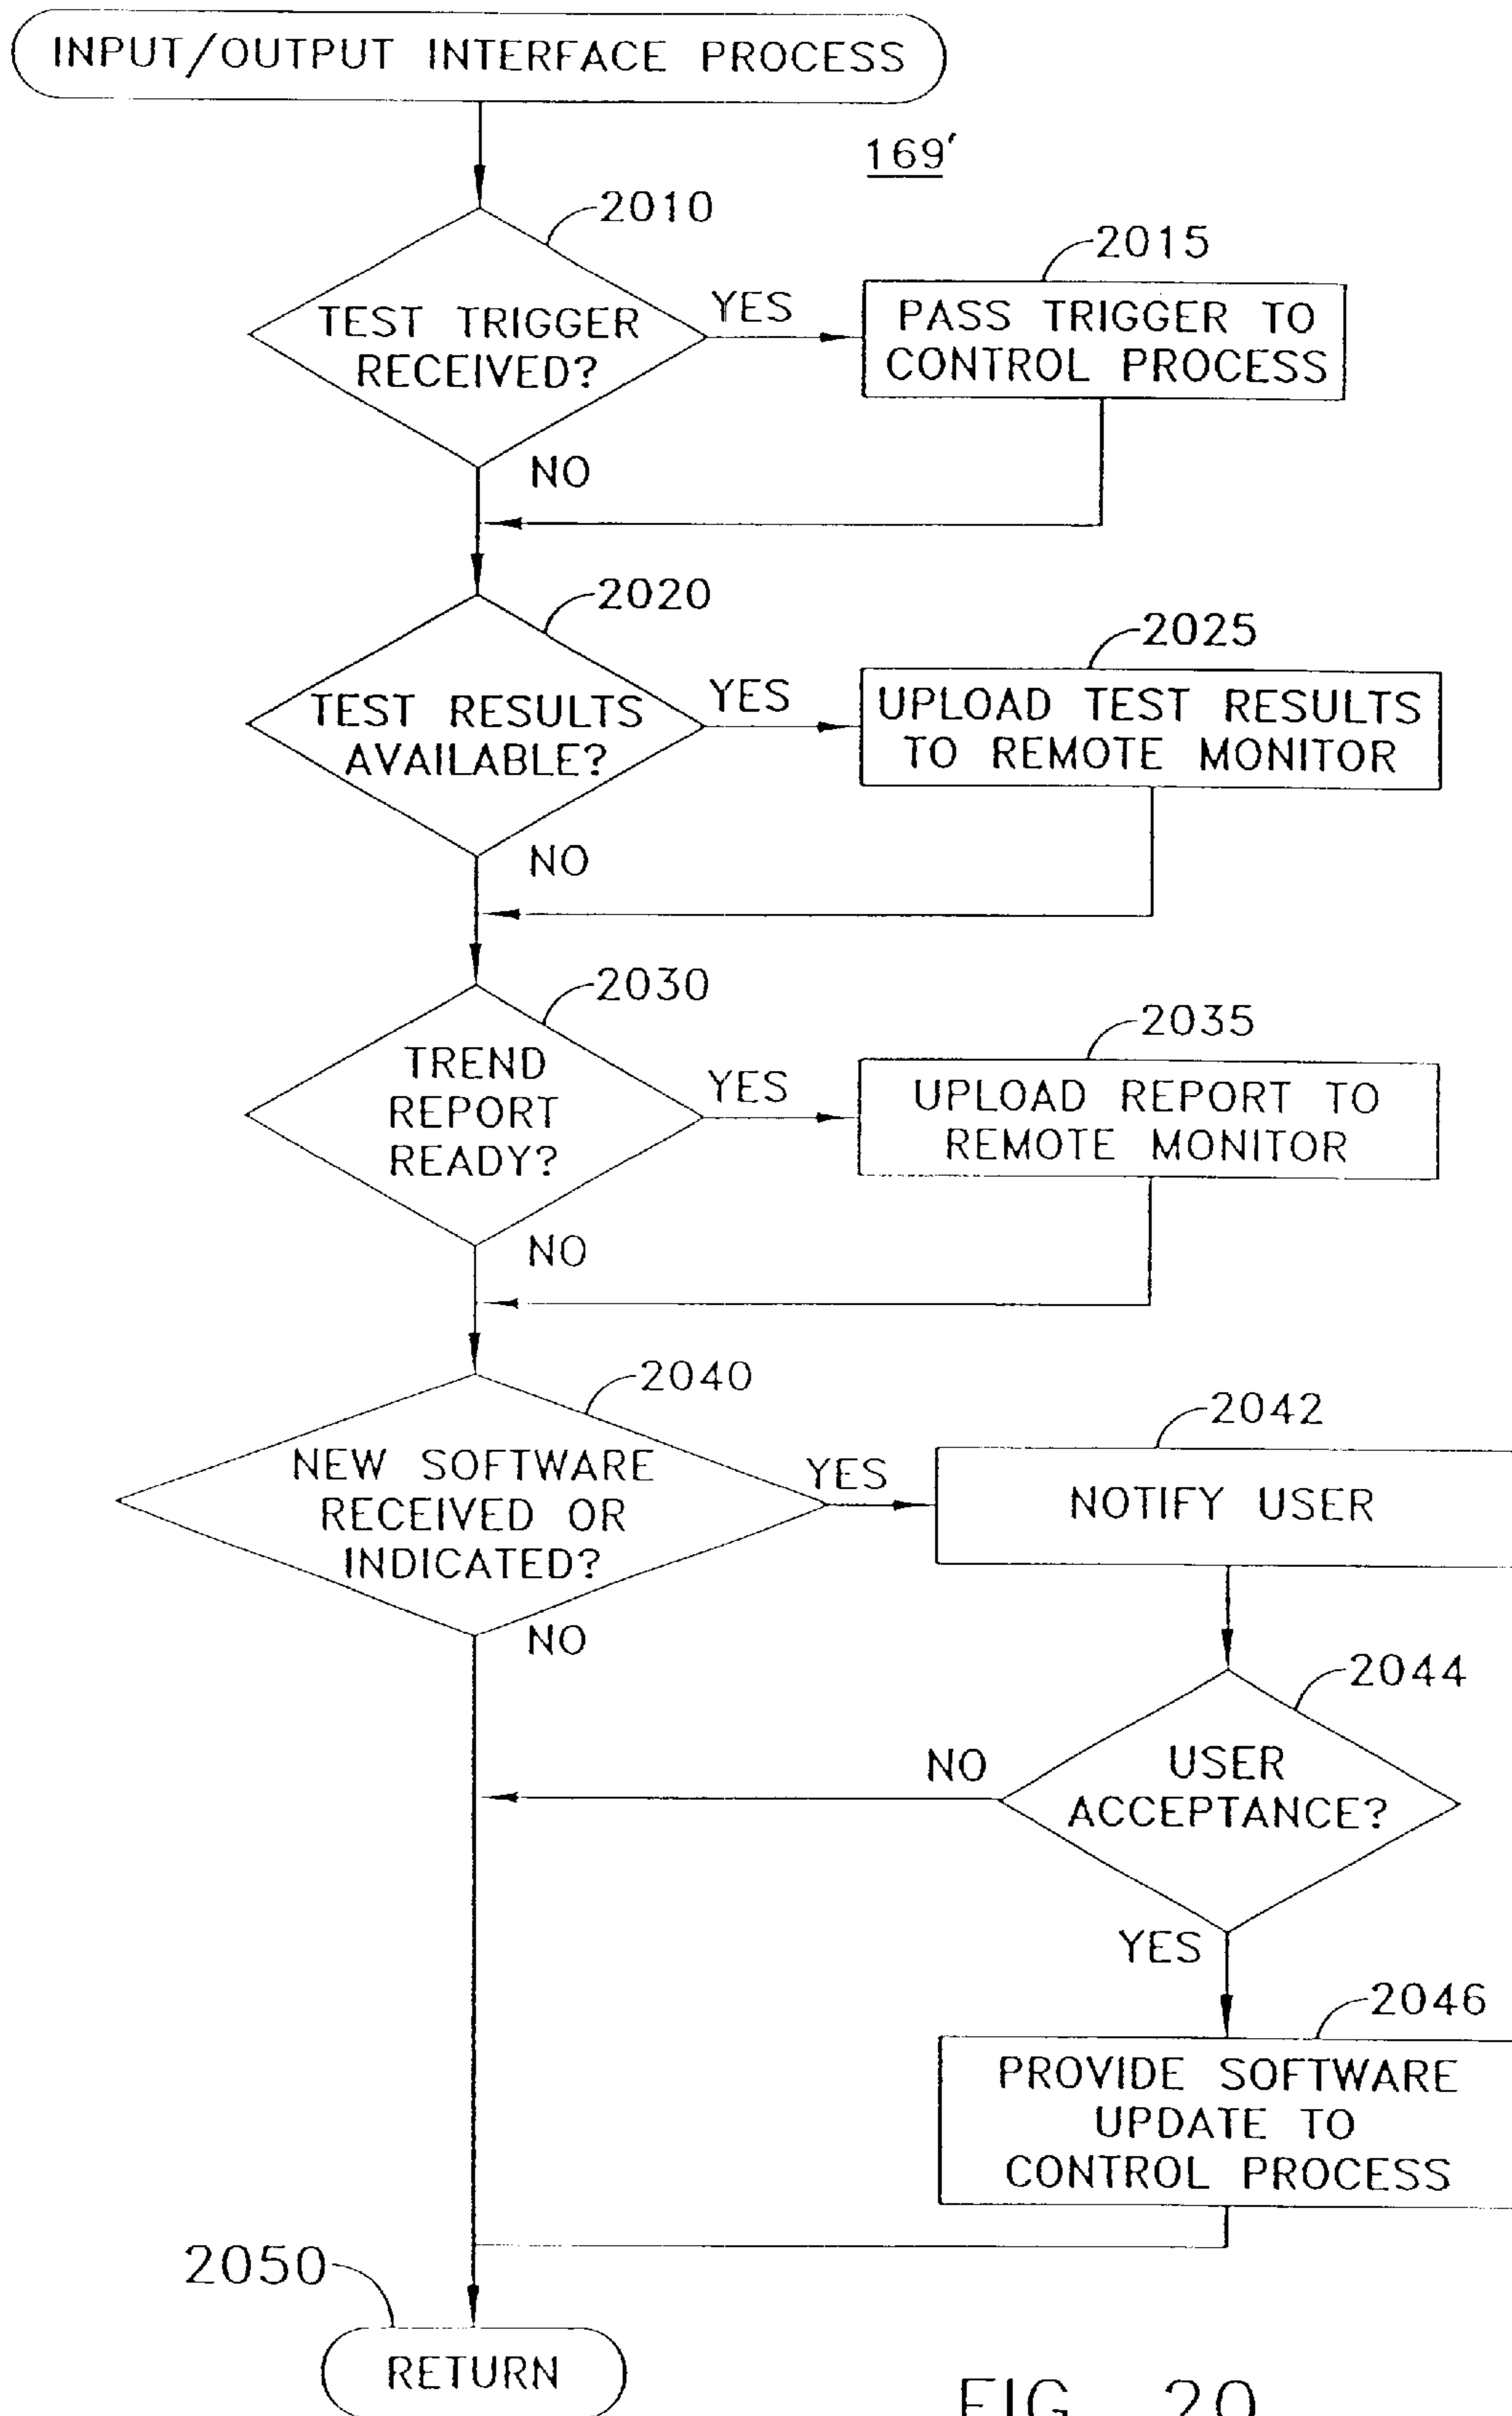 INPUT/OUTPUT INTERFACE PROCESS
169'
2010
2015
TEST TRIGGER
RECEIVED?
YES
PASS TRIGGER TO
CONTROL PROCESS
NO
2020
2025
TEST RESULTS
AVAILABLE?
YES
UPLOAD TEST RESULTS
TO REMOTE MONITOR
NO
2030
2035
TREND
REPORT
READY?
YES
UPLOAD REPORT TO
REMOTE MONITOR
NO
2040
2042
NEW SOFTWARE
RECEIVED OR
INDICATED?
YES
NOTIFY USER
NO
2044
USER
ACCEPTANCE?
NO
YES
2046
PROVIDE SOFTWARE
UPDATE TO
CONTROL PROCESS
2050
RETURN
FIG. 20